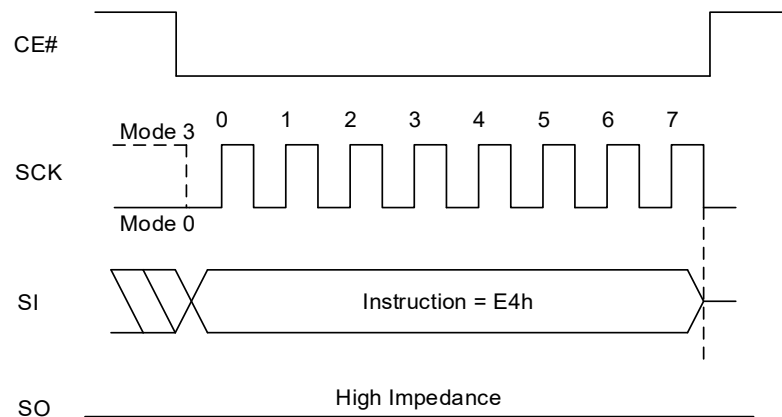 CE#
Mode 3
0 1 2 3 4 5 6 7
SCK
Mode 0
SI
Instruction = E4h
SO
High Impedance